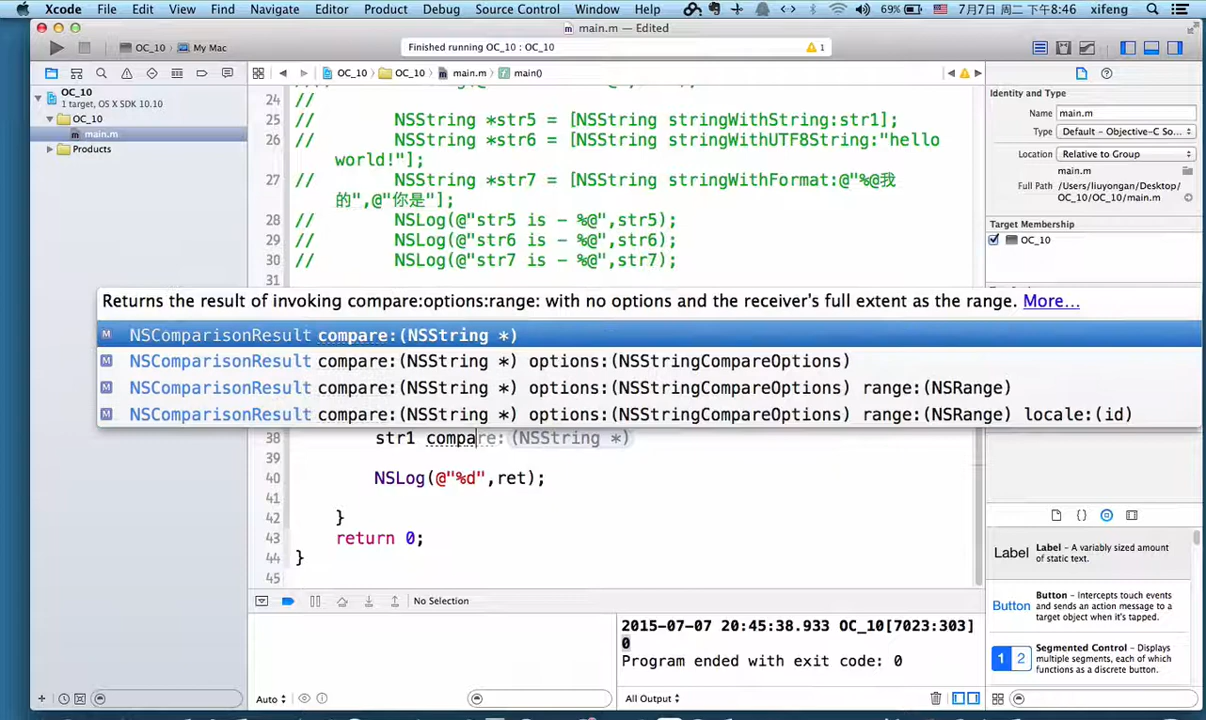 Xcode File Edit View Find Navigate Editor Product Debug Source Control Window Help 69% 7月7日 周二 下午8:46 xifeng
main.m — Edited
OC_10 › My Mac
Finished running OC_10 : OC_10
1
OC_10 › OC_10 › main.m › main()
OC_10
1 target, OS X SDK 10.10
OC_10
main.m
Products
24 //
25 // NSString *str5 = [NSString stringWithString:str1];
26 // NSString *str6 = [NSString stringWithUTF8String:"hello
world!"];
27 // NSString *str7 = [NSString stringWithFormat:@"%@我
的",@"你是"];
28 // NSLog(@"str5 is - %@",str5);
29 // NSLog(@"str6 is - %@",str6);
30 // NSLog(@"str7 is - %@",str7);
31
Returns the result of invoking compare:options:range: with no options and the receiver's full extent as the range. More...
M NSComparisonResult compare:(NSString *)
M NSComparisonResult compare:(NSString *) options:(NSStringCompareOptions)
M NSComparisonResult compare:(NSString *) options:(NSStringCompareOptions) range:(NSRange)
M NSComparisonResult compare:(NSString *) options:(NSStringCompareOptions) range:(NSRange) locale:(id)
38 str1 compare:(NSString *)
39
40 NSLog(@"%d",ret);
41
42 }
43 return 0;
44 }
45
No Selection
2015-07-07 20:45:38.933 OC_10[7023:303]
0
Program ended with exit code: 0
Auto
All Output
Identity and Type
Name main.m
Type Default - Objective-C So...
Location Relative to Group
main.m
Full Path /Users/liuyongan/Desktop/
OC_10/OC_10/main.m
Target Membership
OC_10
Label Label – A variably sized amount
of static text.
Button Button – Intercepts touch events
and sends an action message to a
target object when it's tapped.
1 2 Segmented Control – Displays
multiple segments, each of which
functions as a discrete button.